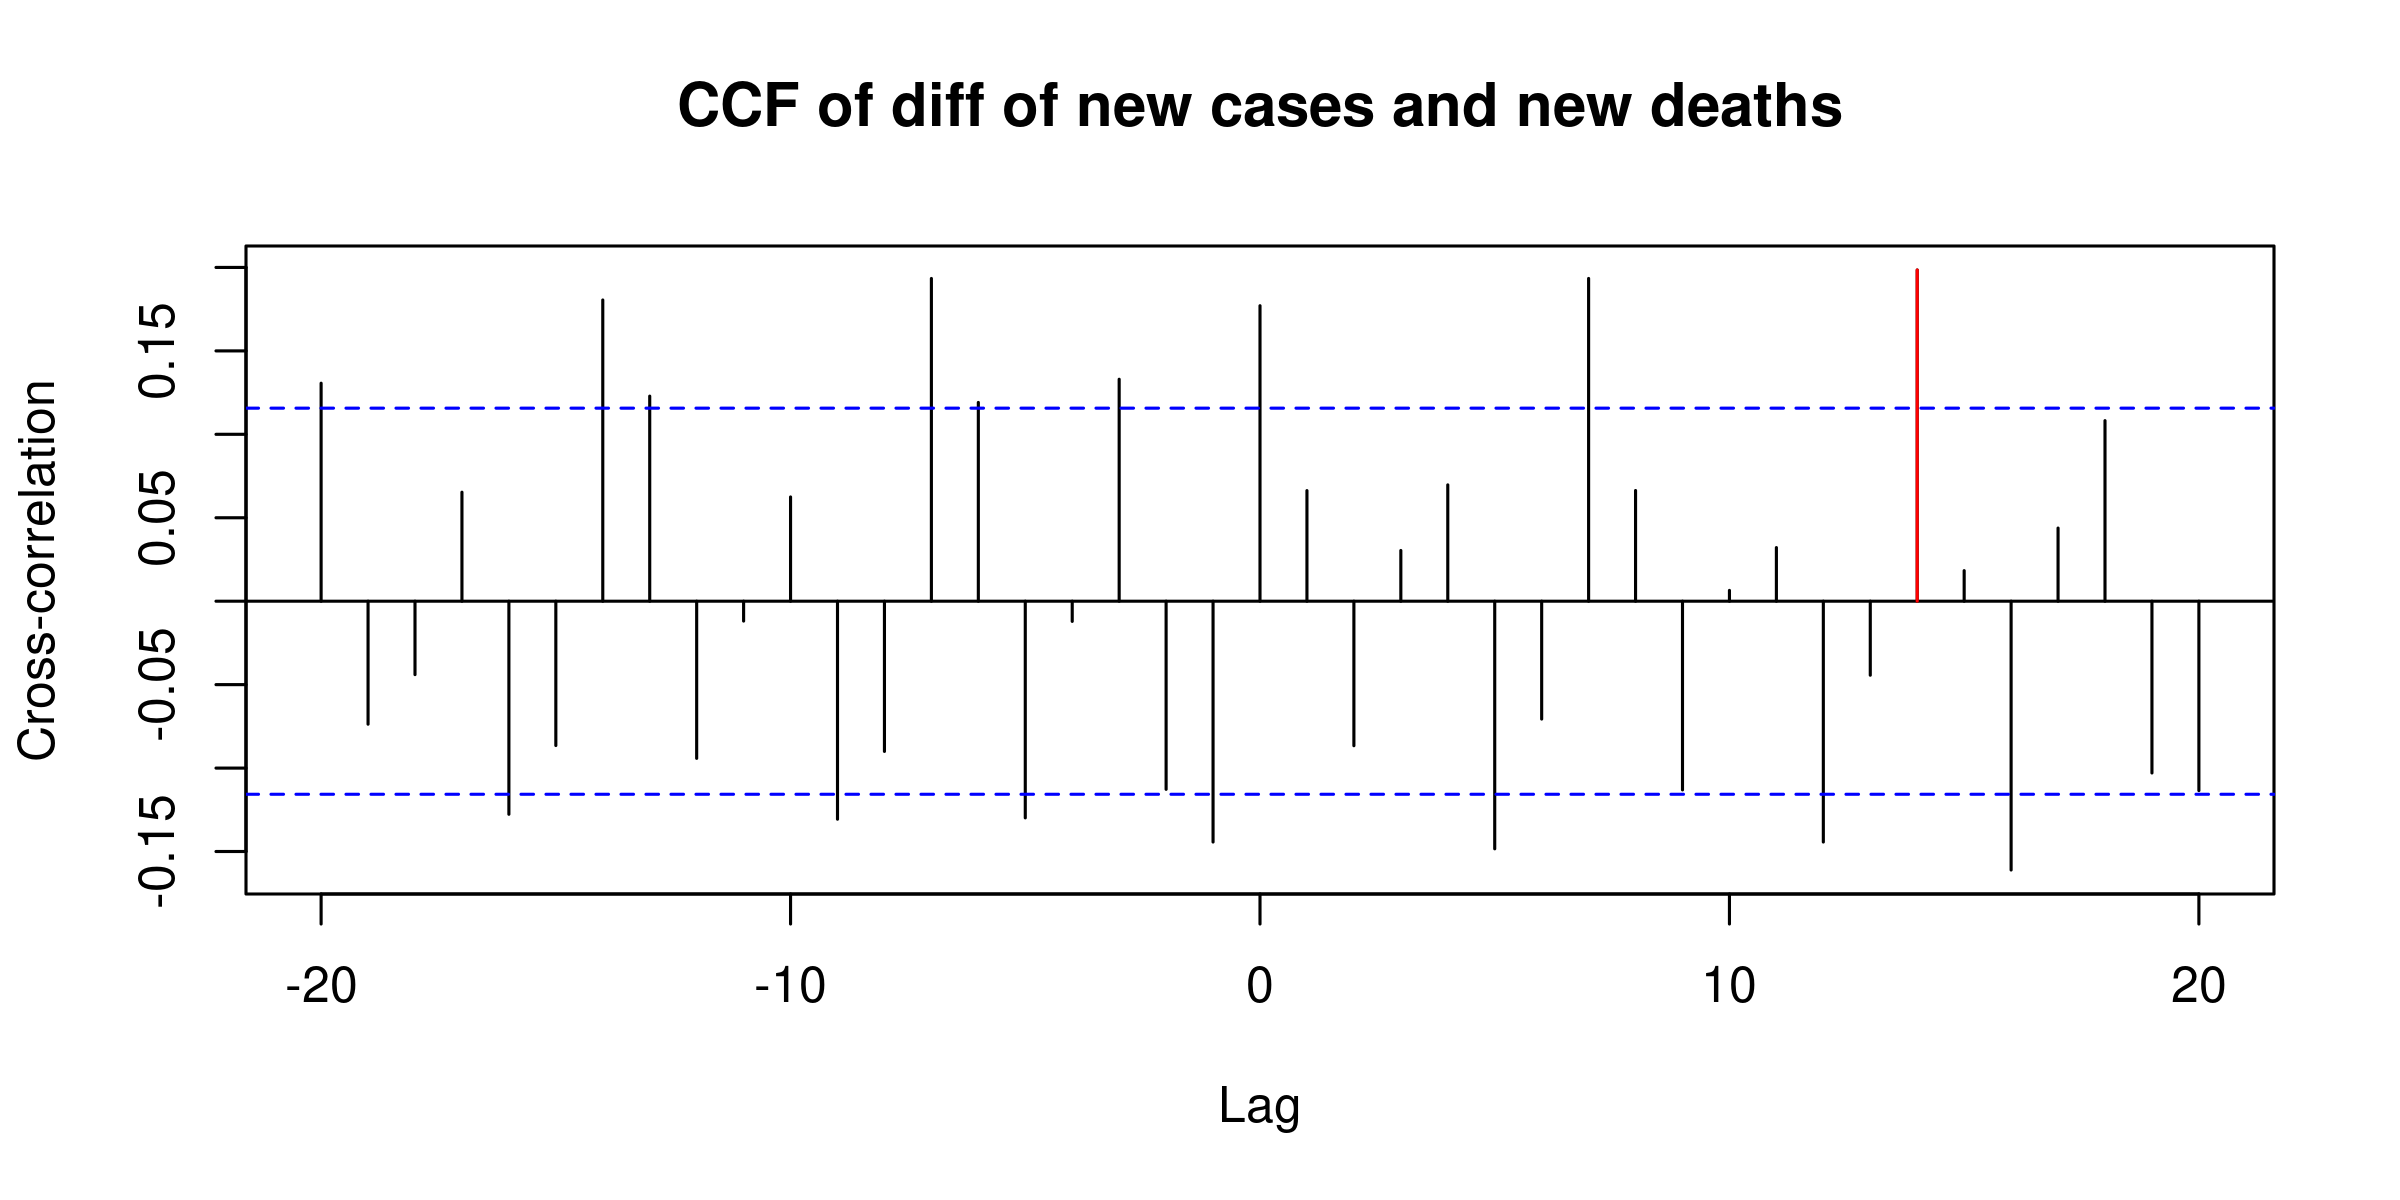 CCF of diff of new cases and new deaths
Cross-correlation
0.15
0.05
-0.05
-0.15
-20 -10 0 10 20
Lag